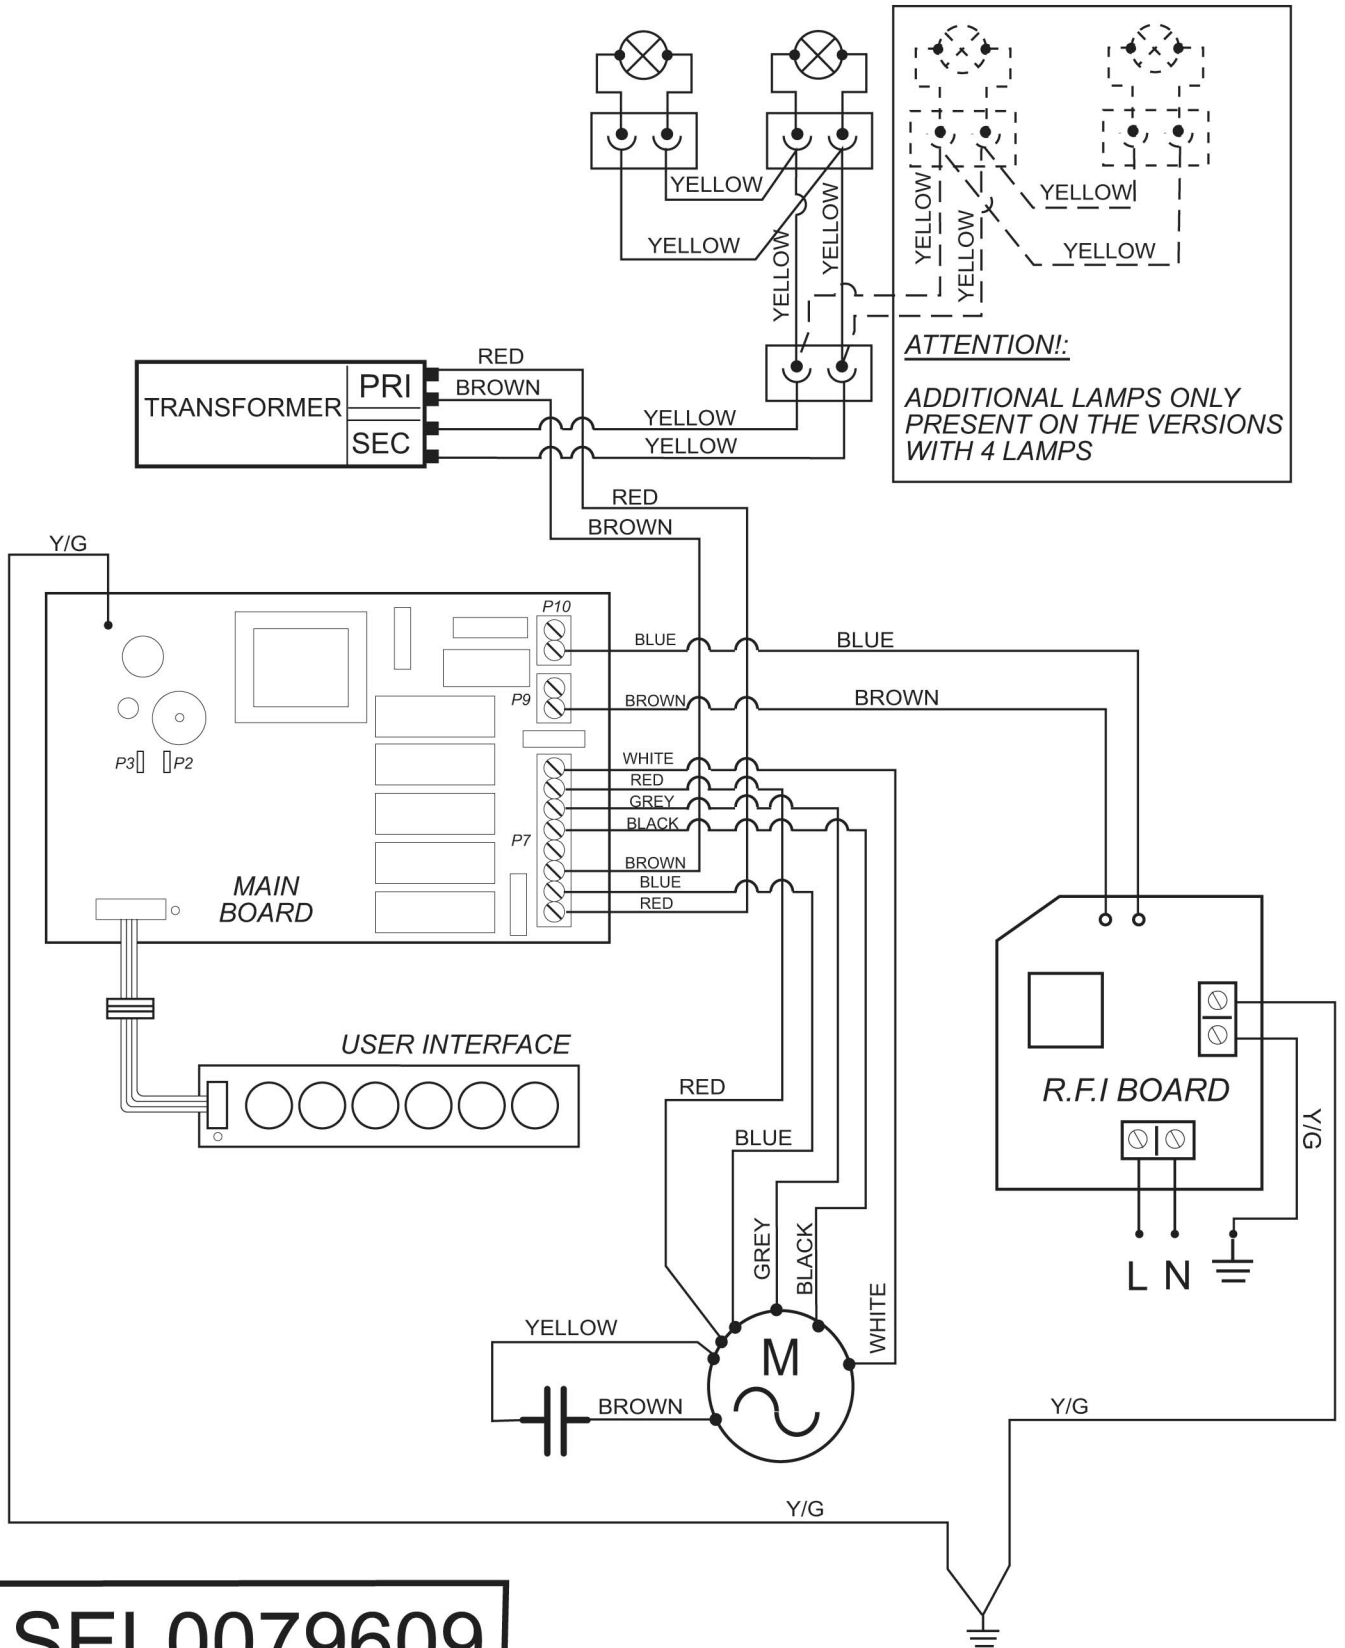 YELLOW
YELLOW
YELLOW
YELLOW
YELLOW
YELLOW
YELLOW
YELLOW
ATTENTION!:
ADDITIONAL LAMPS ONLY
PRESENT ON THE VERSIONS
WITH 4 LAMPS
TRANSFORMER
PRI
SEC
RED
BROWN
YELLOW
YELLOW
RED
BROWN
Y/G
P10
BLUE
BLUE
P9
BROWN
BROWN
P3
P2
WHITE
RED
GREY
BLACK
P7
BROWN
BLUE
RED
MAIN
BOARD
USER INTERFACE
RED
BLUE
GREY
BLACK
WHITE
R.F.I BOARD
Y/G
L N
YELLOW
M
BROWN
Y/G
Y/G
SEL0079609